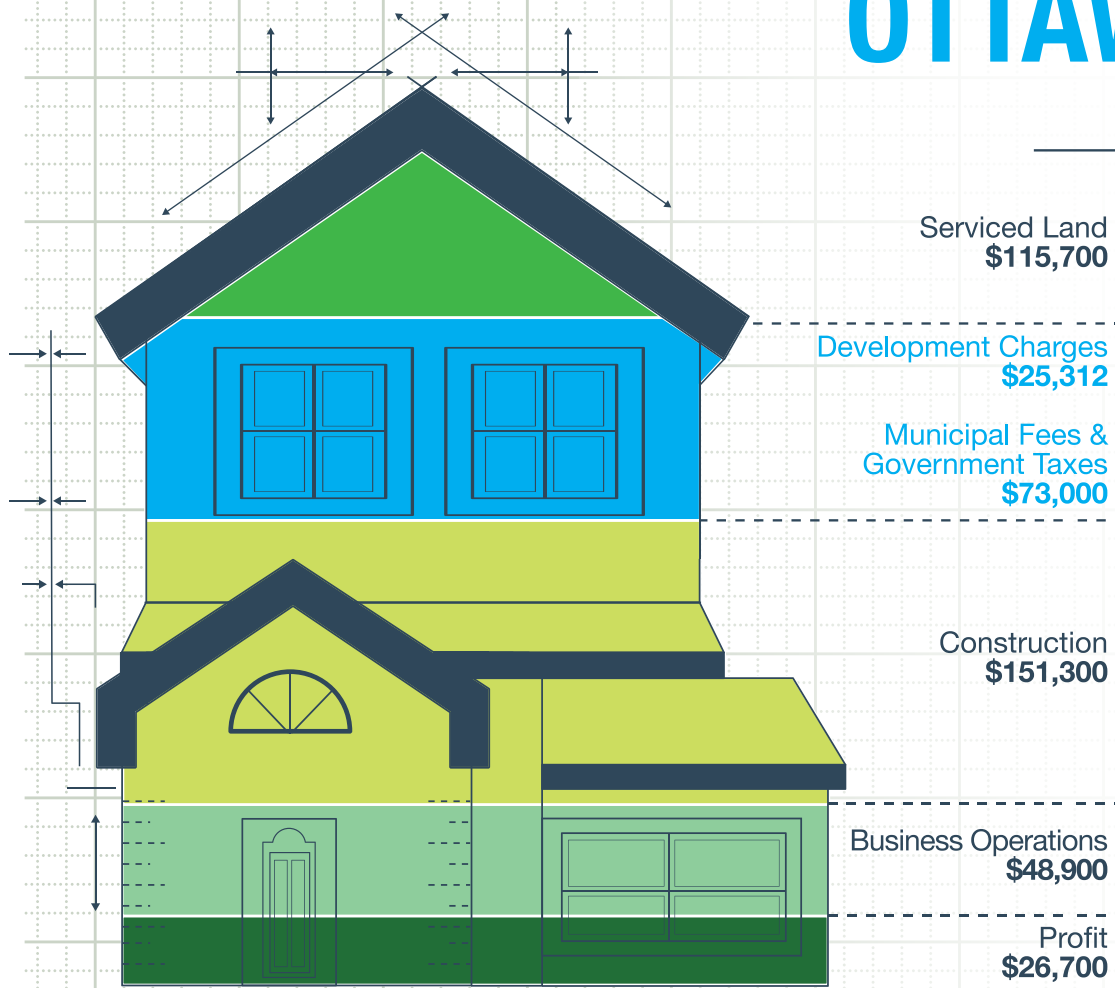 Serviced Land
$115,700
Development Charges
$25,312
Municipal Fees &
Government Taxes
$73,000
Construction
$151,300
Business Operations
$48,900
Profit
$26,700